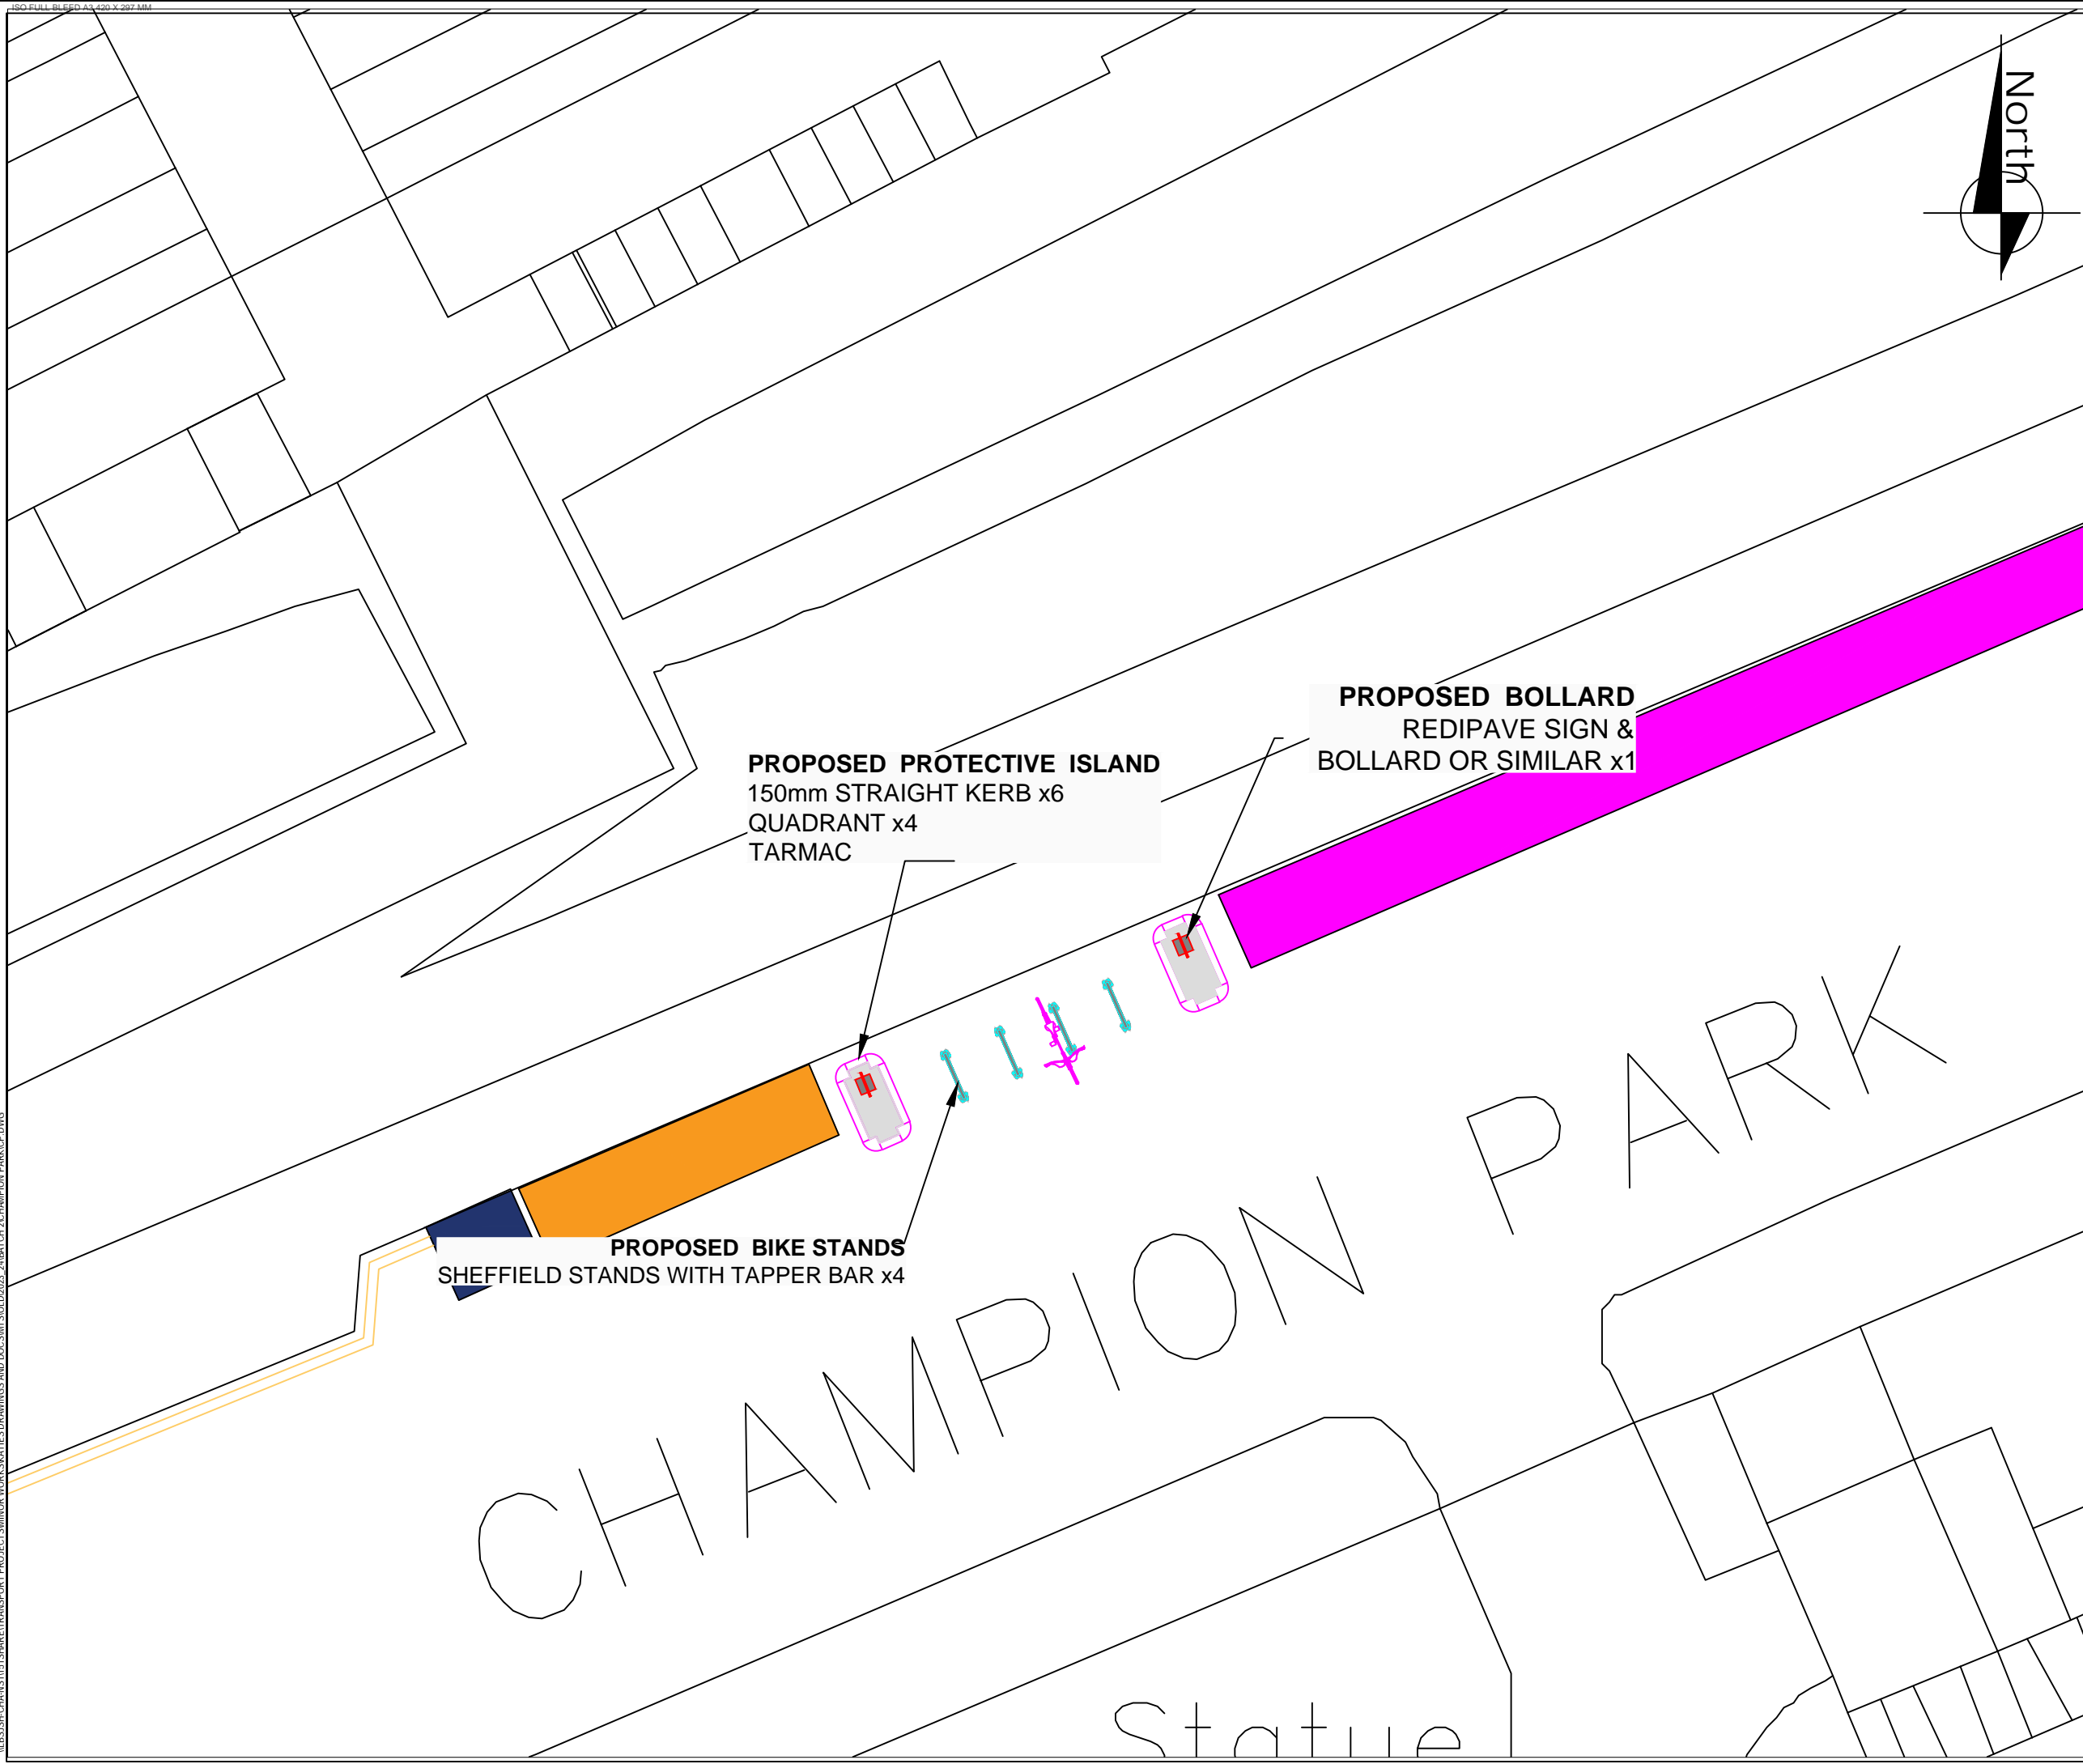 ISO FULL BLEED A3 420 X 297 MM
North
PROPOSED BOLLARD
REDIPAVE SIGN &
BOLLARD OR SIMILAR x1
PROPOSED PROTECTIVE ISLAND
150mm STRAIGHT KERB x6
QUADRANT x4
TARMAC
PROPOSED BIKE STANDS
SHEFFIELD STANDS WITH TAPPER BAR x4
CHAMPION PARK
Statue